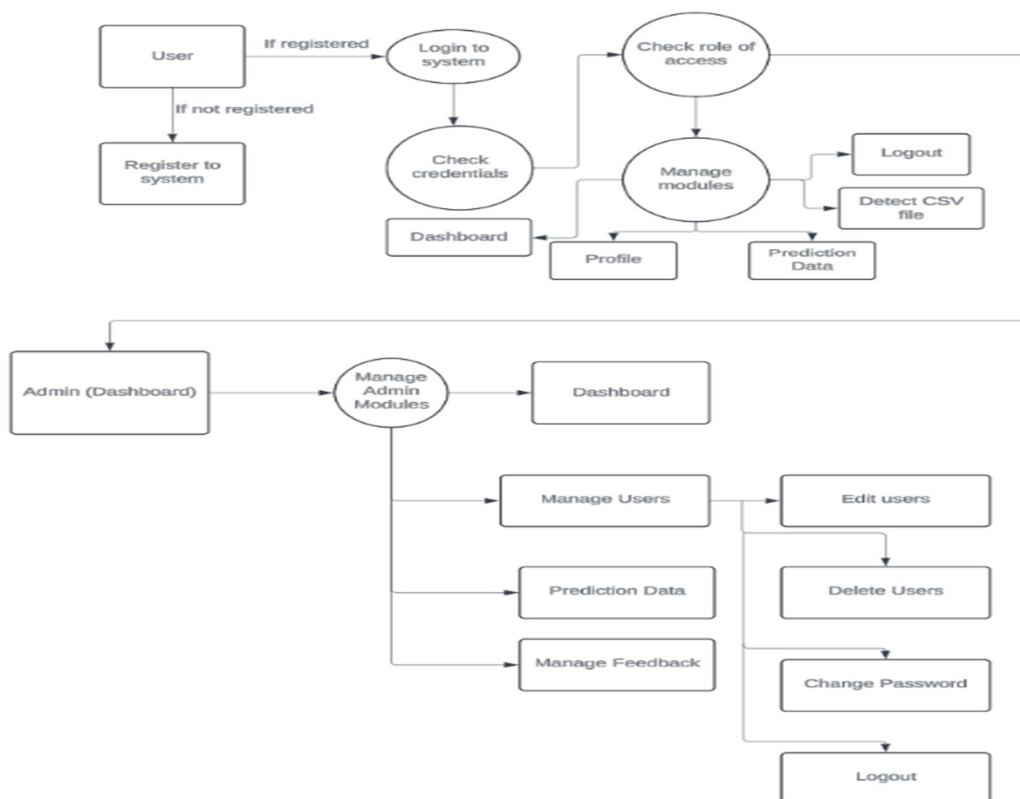 User
If registered
Login to
system
Check role of
access
If not registered
Register to
system
Check
credentials
Manage
modules
Logout
Detect CSV
file
Dashboard
Profile
Prediction
Data
Admin (Dashboard)
Manage
Admin
Modules
Dashboard
Manage Users
Edit users
Prediction Data
Delete Users
Manage Feedback
Change Password
Logout